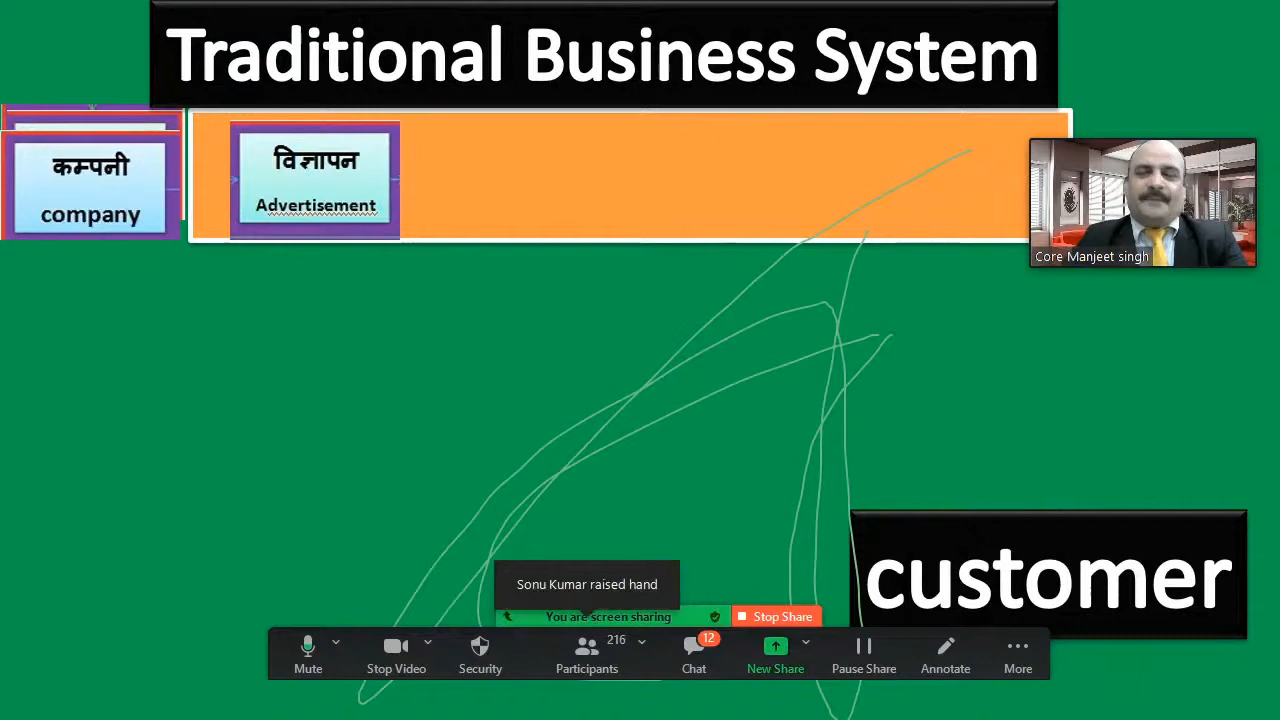 Traditional Business System
कम्पनी
company
विज्ञापन
Advertisement
Core Manjeet singh
customer
Sonu Kumar raised hand
You are screen sharing
Stop Share
216
12
Mute
Stop Video
Security
Participants
Chat
New Share
Pause Share
Annotate
More